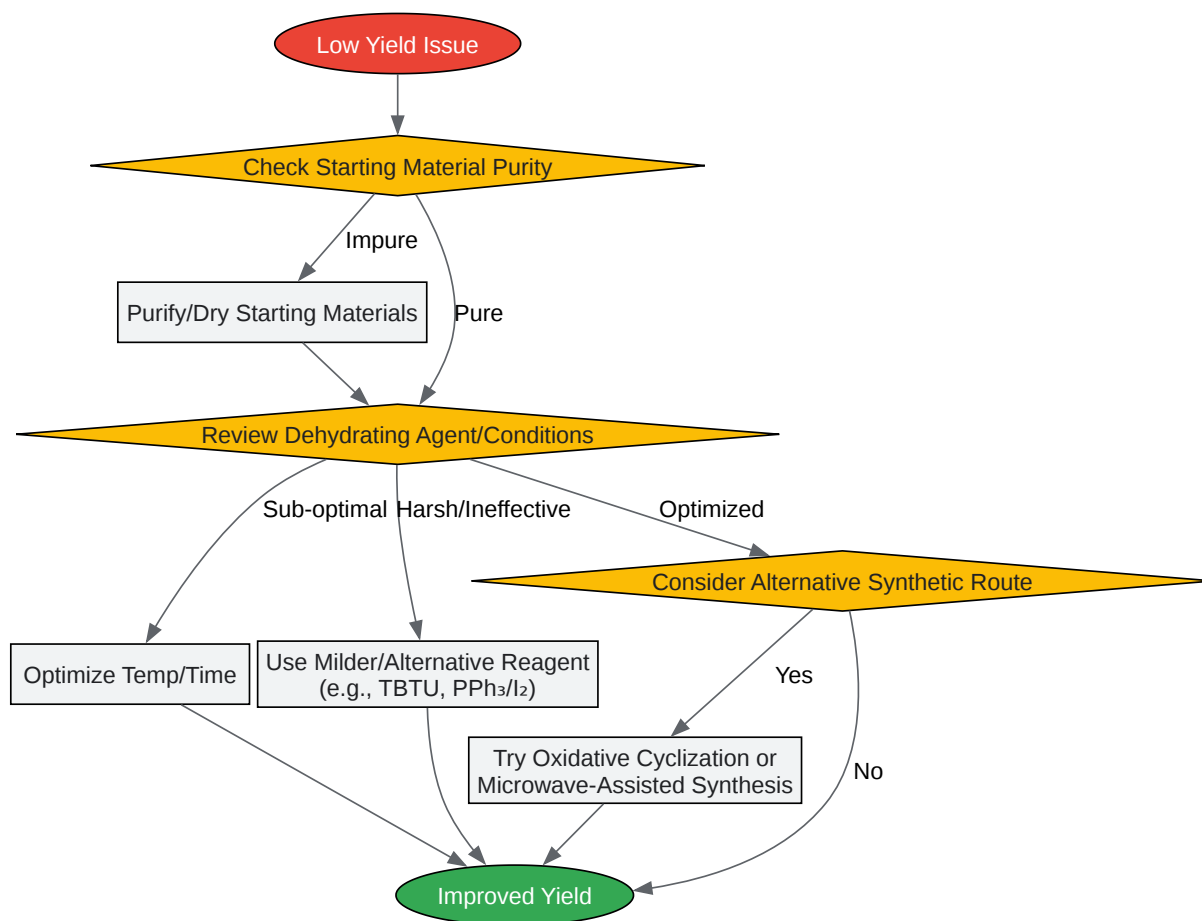 Low Yield Issue
Check Starting Material Purity
Impure
Purify/Dry Starting Materials
Pure
Review Dehydrating Agent/Conditions
Sub-optimal
Harsh/Ineffective
Optimized
Consider Alternative Synthetic Route
Optimize Temp/Time
Use Milder/Alternative Reagent
(e.g., TBTU, PPh₃/I₂)
Yes
Try Oxidative Cyclization or
Microwave-Assisted Synthesis
No
Improved Yield